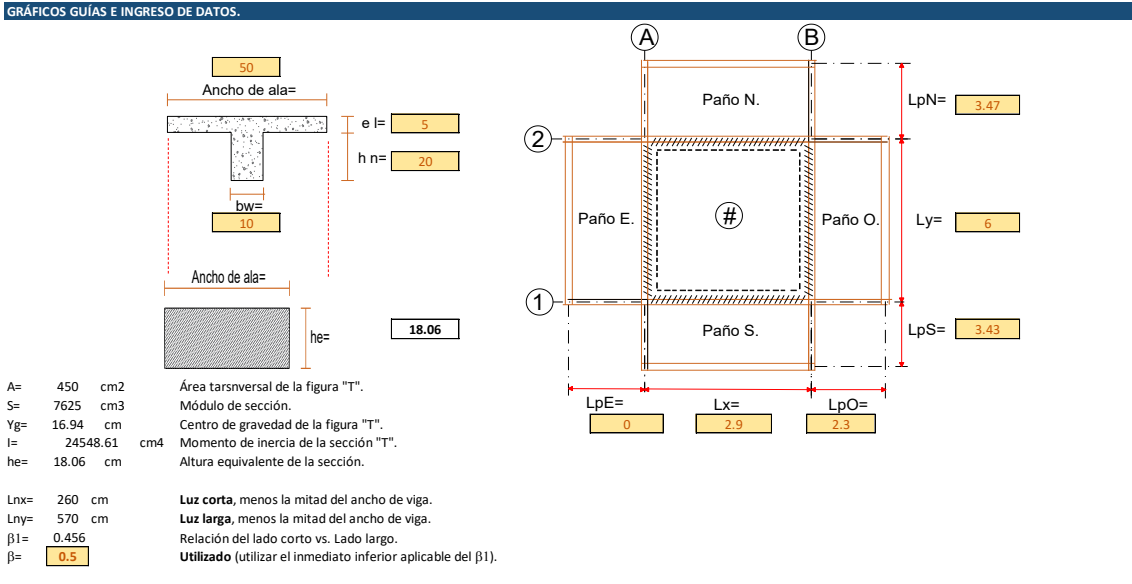 GRÁFICOS GUÍAS E INGRESO DE DATOS.
50
Ancho de ala=
e l= 5
h n= 20
bw=
10
Ancho de ala=
he= 18.06
A B
Paño N.
LpN= 3.47
2
Paño E. # Paño O.
Ly= 6
1
Paño S.
LpS= 3.43
LpE= Lx= LpO=
0 2.9 2.3
A= 450 cm2 Área tarsnversal de la figura "T".
S= 7625 cm3 Módulo de sección.
Yg= 16.94 cm Centro de gravedad de la figura "T".
I= 24548.61 cm4 Momento de inercia de la sección "T".
he= 18.06 cm Altura equivalente de la sección.
Lnx= 260 cm Luz corta, menos la mitad del ancho de viga.
Lny= 570 cm Luz larga, menos la mitad del ancho de viga.
β1= 0.456 Relación del lado corto vs. Lado largo.
β= 0.5 Utilizado (utilizar el inmediato inferior aplicable del β1).